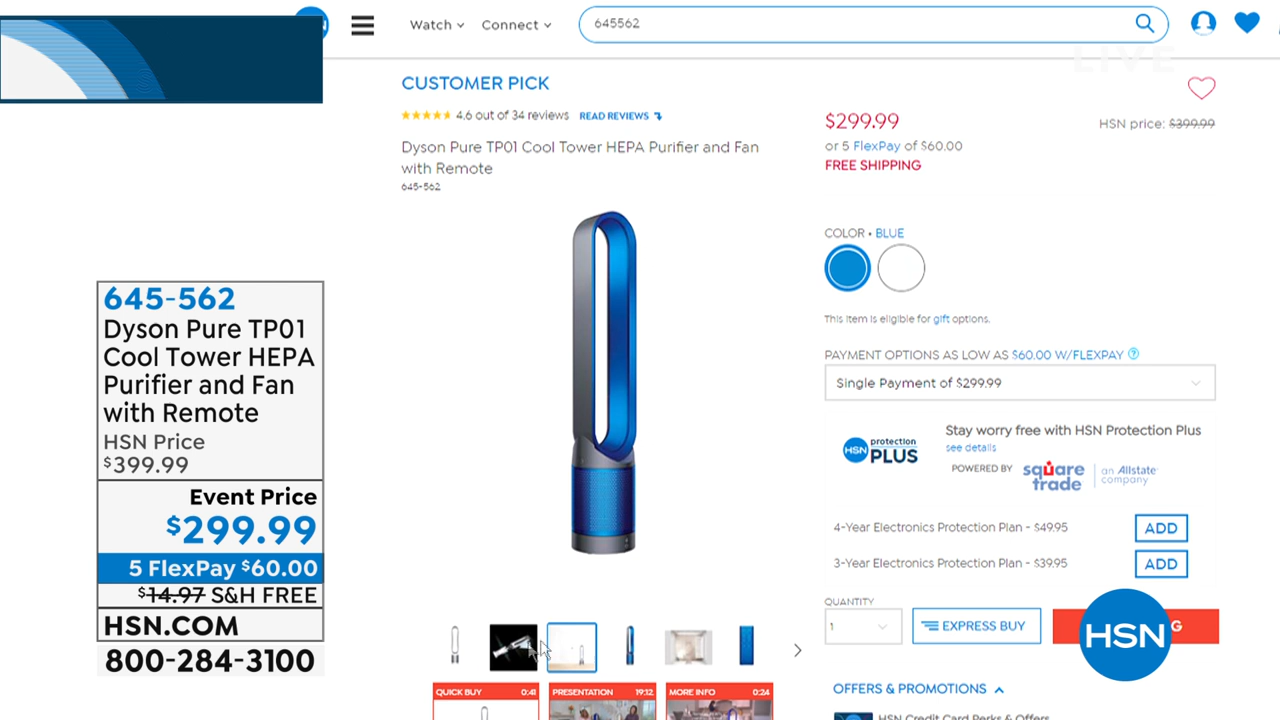 Watch
Connect
645562
LIVE
CUSTOMER PICK
4.6 out of 34 reviews READ REVIEWS
Dyson Pure TP01 Cool Tower HEPA Purifier and Fan
with Remote
645-562
$299.99
HSN price: $399.99
or 5 FlexPay of $60.00
FREE SHIPPING
COLOR • BLUE
This item is eligible for gift options.
PAYMENT OPTIONS AS LOW AS $60.00 W/FLEXPAY ?
Single Payment of $299.99
HSN protection PLUS
Stay worry free with HSN Protection Plus
see details
POWERED BY square trade an Allstate company
4-Year Electronics Protection Plan - $49.95 ADD
3-Year Electronics Protection Plan - $39.95 ADD
QUANTITY
1
EXPRESS BUY
HSN
OFFERS & PROMOTIONS
HSN Credit Card Perks & Offers
QUICK BUY 0:41
PRESENTATION 19:12
MORE INFO 0:24
645-562
Dyson Pure TP01
Cool Tower HEPA
Purifier and Fan
with Remote
HSN Price
$399.99
Event Price
$299.99
5 FlexPay $60.00
$14.97 S&H FREE
HSN.COM
800-284-3100